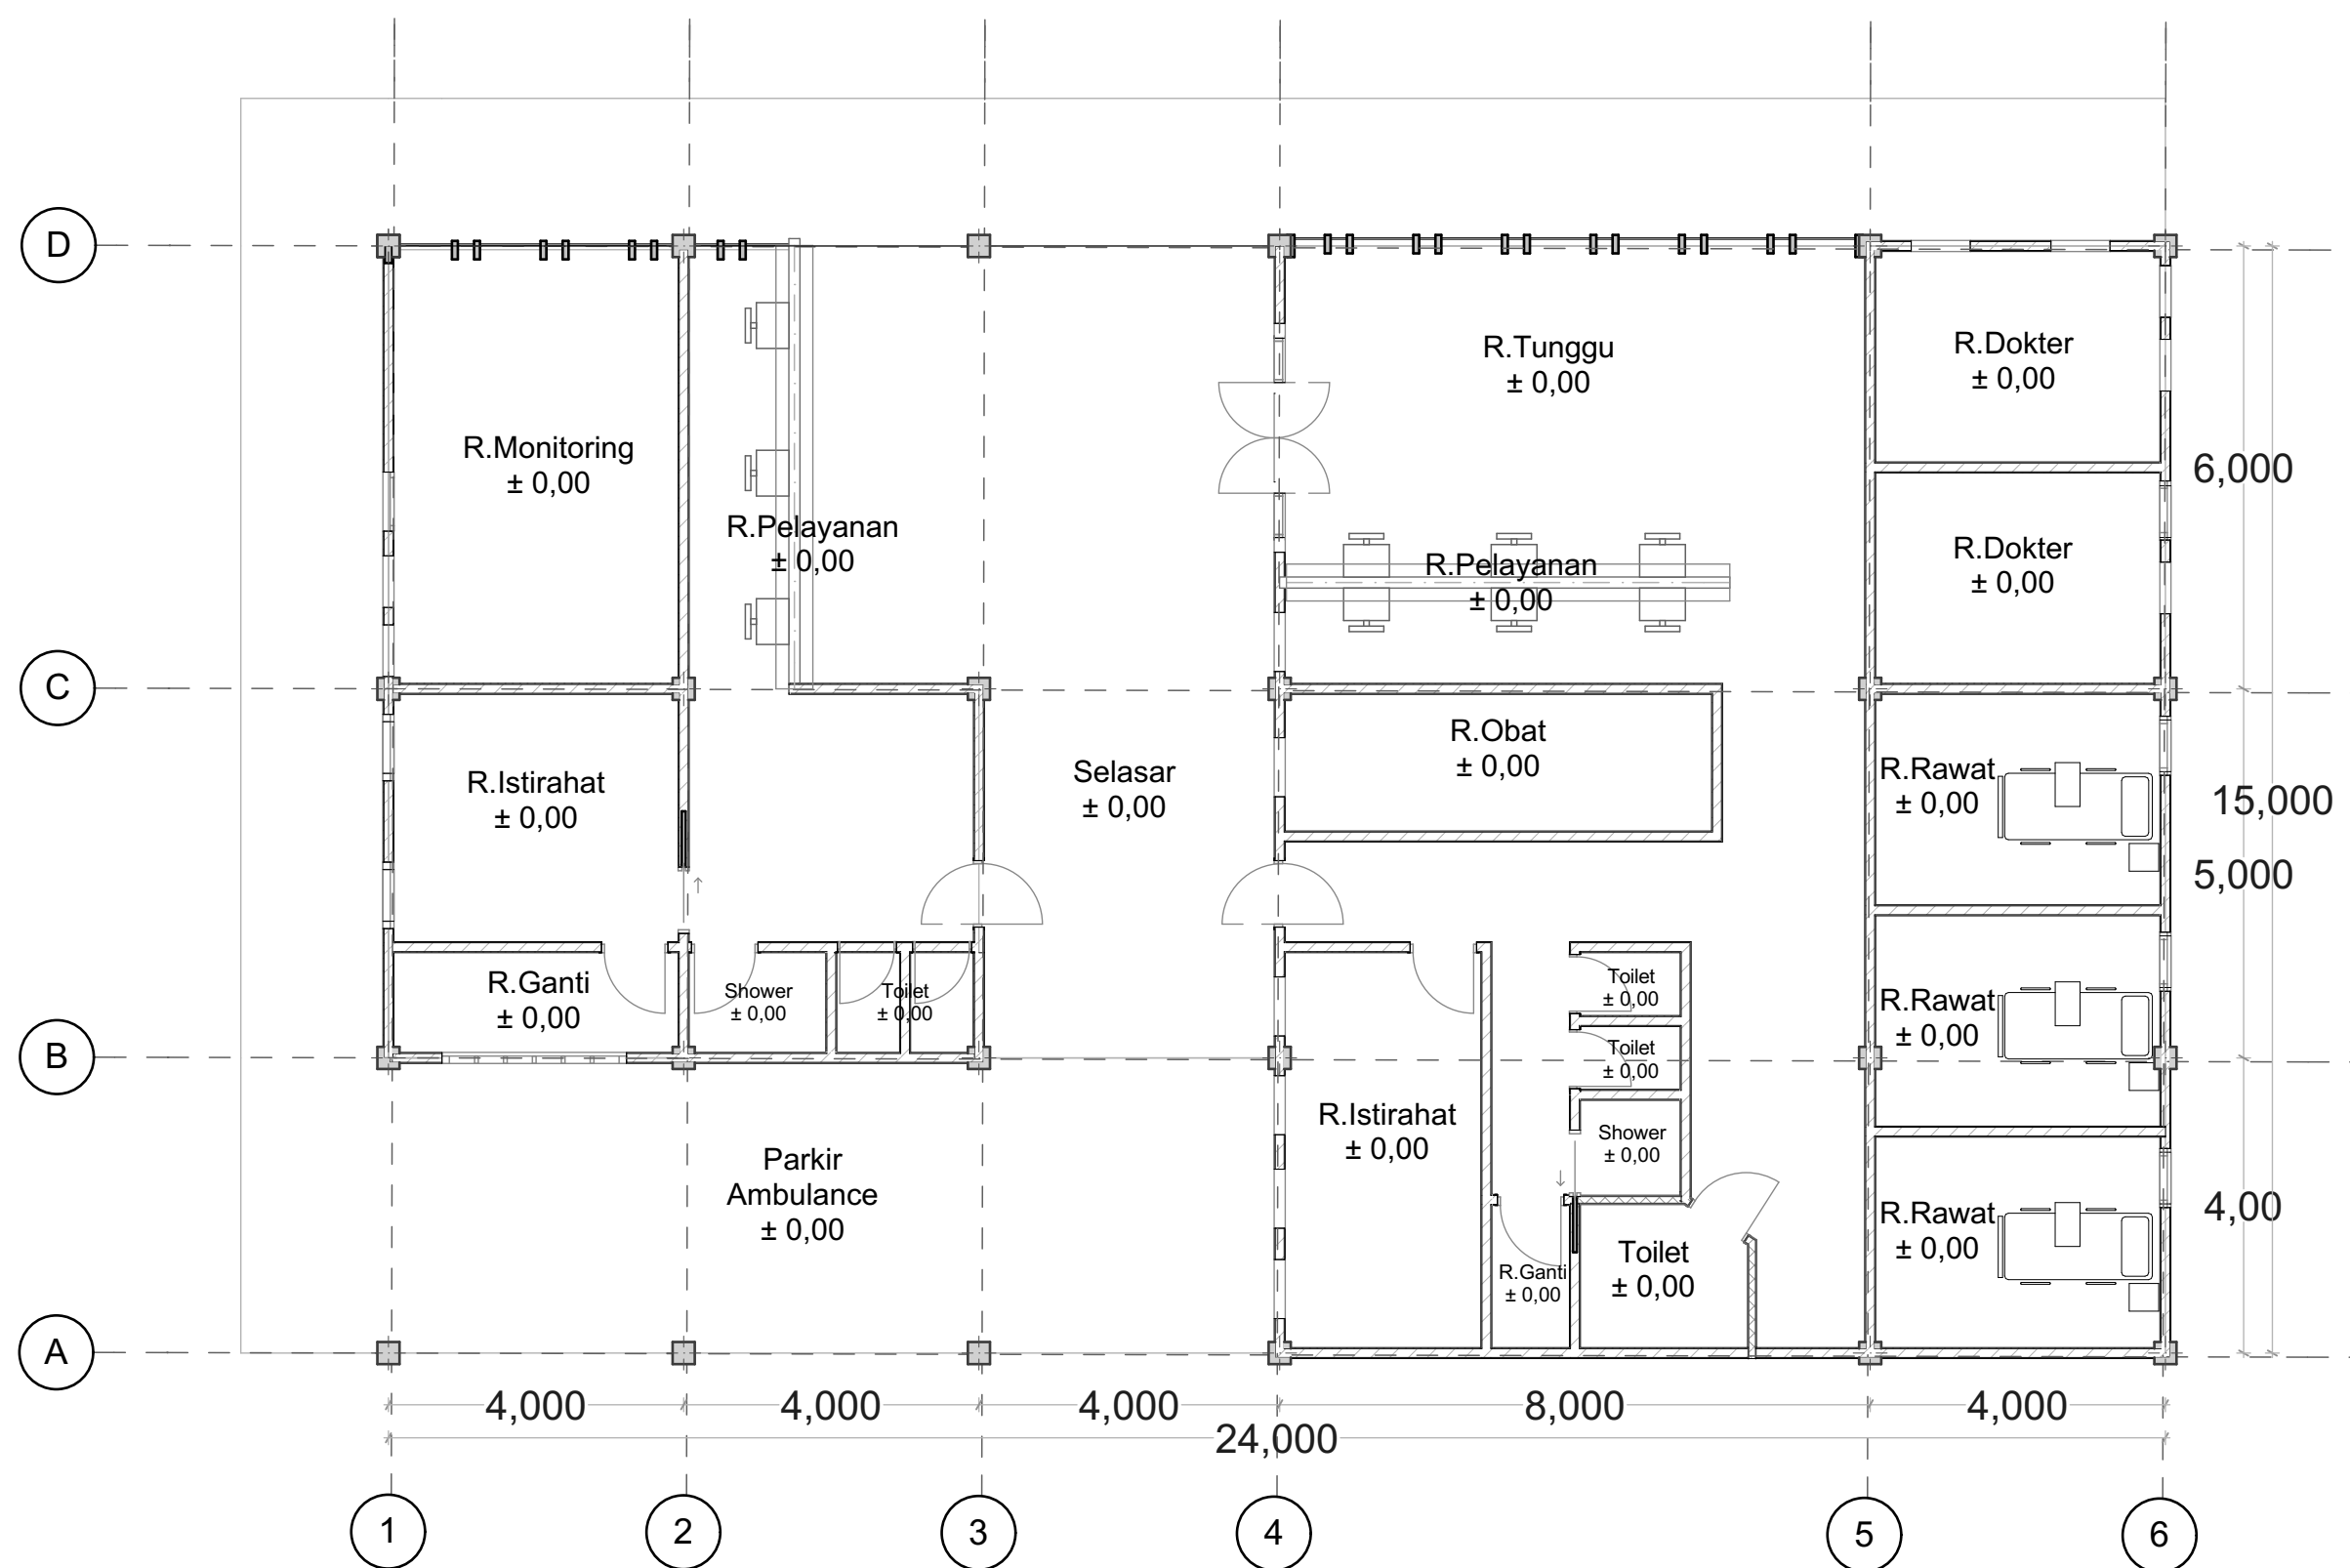 D
R.Tunggu
± 0,00
R.Dokter
± 0,00
R.Monitoring
± 0,00
6,000
R.Pelayanan
± 0,00
R.Pelayanan
± 0,00
R.Dokter
± 0,00
C
R.Istirahat
± 0,00
Selasar
± 0,00
R.Obat
± 0,00
R.Rawat
± 0,00
15,000
5,000
R.Ganti
± 0,00
Shower
± 0,00
Toilet
± 0,00
Toilet
± 0,00
R.Rawat
± 0,00
B
Toilet
± 0,00
Parkir
Ambulance
± 0,00
R.Istirahat
± 0,00
Shower
± 0,00
R.Ganti
± 0,00
Toilet
± 0,00
R.Rawat
± 0,00
4,00
A
4,000
4,000
4,000
8,000
4,000
24,000
1
2
3
4
5
6